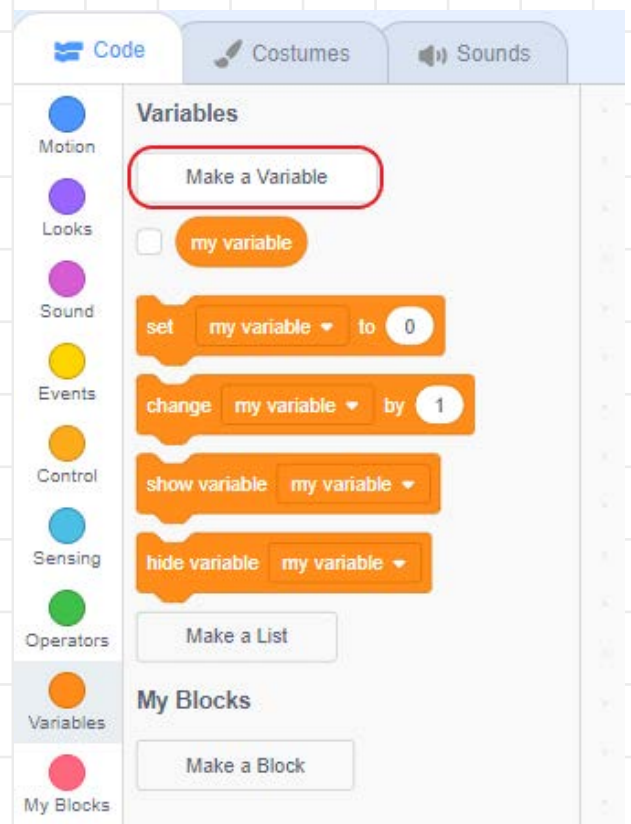 Code Costumes Sounds
Motion
Looks
Sound
Events
Control
Sensing
Operators
Variables
My Blocks
Variables
Make a Variable
my variable
set my variable to 0
change my variable by 1
show variable my variable
hide variable my variable
Make a List
My Blocks
Make a Block